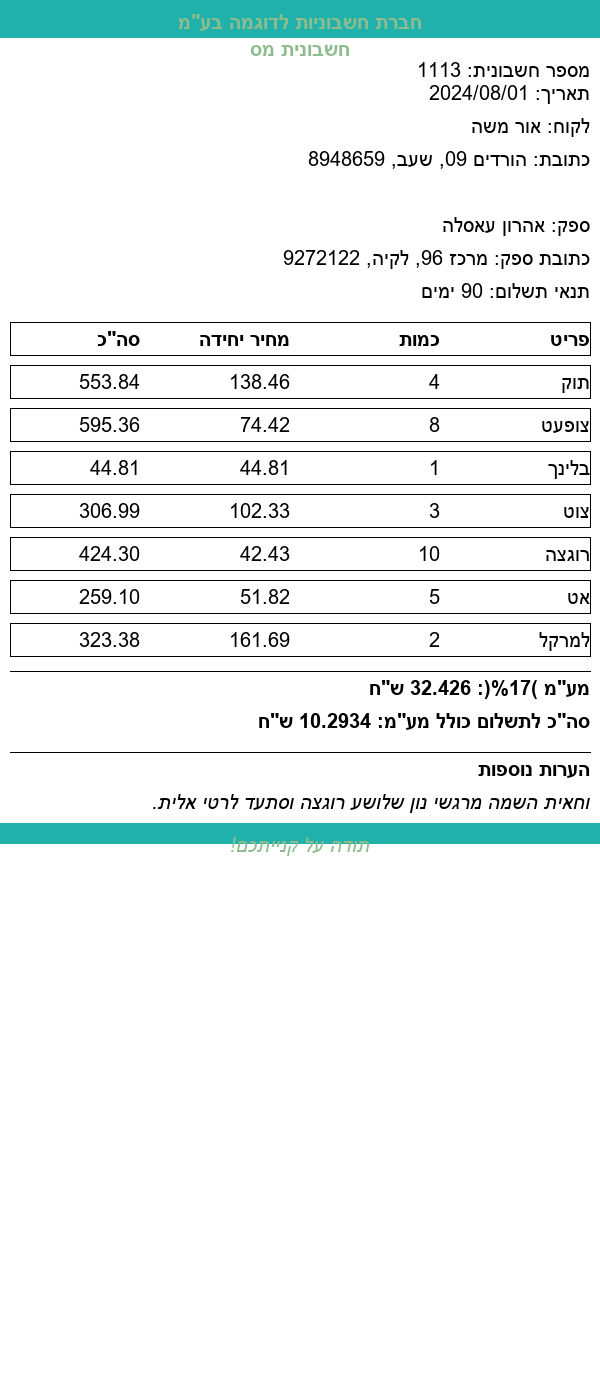 חברת חשבוניות לדוגמה בע"מ
חשבונית מס
מספר חשבונית: 1113
תאריך: 2024/08/01
לקוח: אור משה
כתובת: הורדים 09, שעב, 8948659
ספק: אהרון עאסלה
כתובת ספק: מרכז 96, לקיה, 9272122
תנאי תשלום: 90 ימים
פריט כמות מחיר יחידה סה"כ
תוק 4 138.46 553.84
צופעט 8 74.42 595.36
בלינך 1 44.81 44.81
צוט 3 102.33 306.99
רוגצה 10 42.43 424.30
אט 5 51.82 259.10
למרקל 2 161.69 323.38
מע"מ )17%(: 32.426 ש"ח
סה"כ לתשלום כולל מע"מ: 10.2934 ש"ח
הערות נוספות
וחאית השמה מרגשי נון שלושע רוגצה וסתעד לרטי אלית.
תודה על קנייתכם!